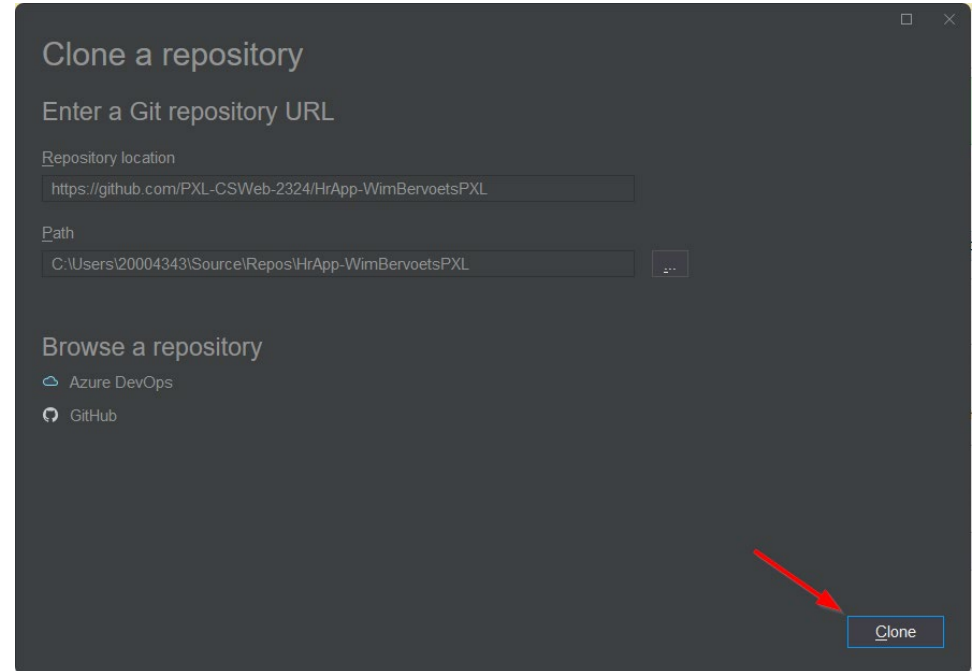 Clone a repository
Enter a Git repository URL
Repository location
https://github.com/PXL-CSWeb-2324/HrApp-WimBervoetsPXL
Path
C:\Users\20004343\Source\Repos\HrApp-WimBervoetsPXL
...
Browse a repository
Azure DevOps
GitHub
Clone